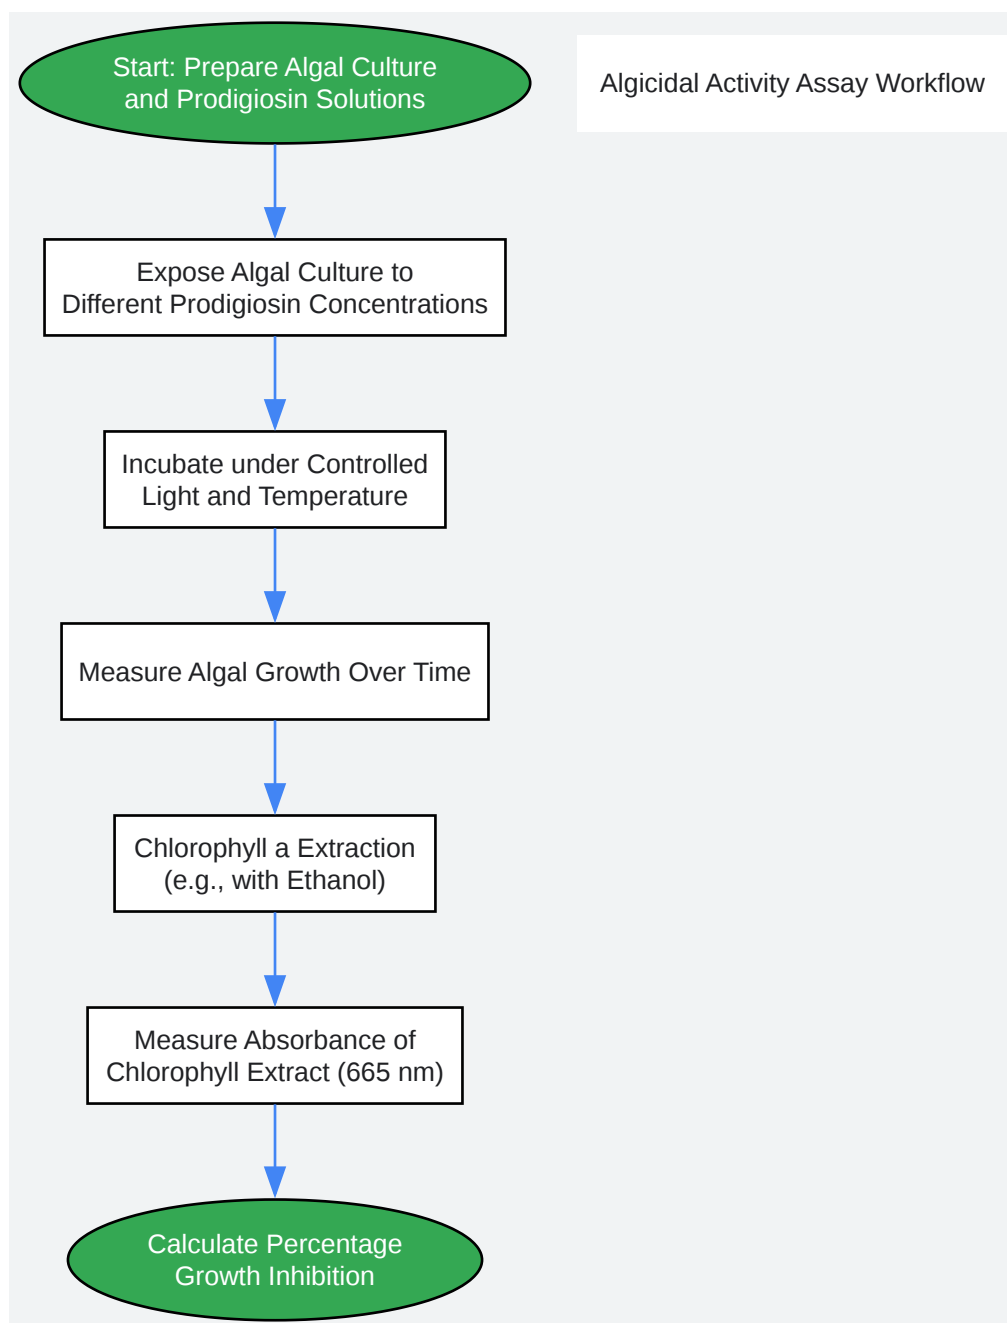 Start: Prepare Algal Culture
and Prodigiosin Solutions
Algicidal Activity Assay Workflow
Expose Algal Culture to
Different Prodigiosin Concentrations
Incubate under Controlled
Light and Temperature
Measure Algal Growth Over Time
Chlorophyll a Extraction
(e.g., with Ethanol)
Measure Absorbance of
Chlorophyll Extract (665 nm)
Calculate Percentage
Growth Inhibition